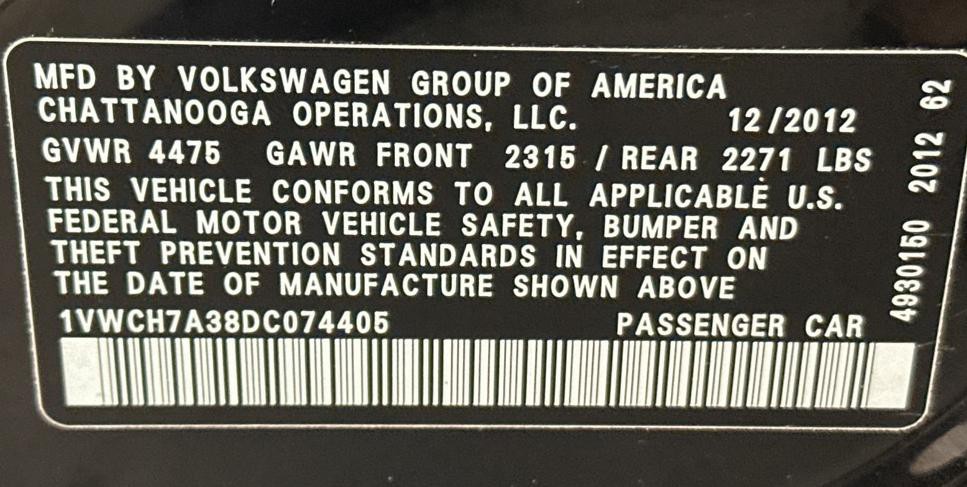 MFD BY VOLKSWAGEN GROUP OF AMERICA
CHATTANOOGA OPERATIONS, LLC. 12/2012
GVWR 4475 GAWR FRONT 2315 / REAR 2271 LBS
THIS VEHICLE CONFORMS TO ALL APPLICABLE U.S.
FEDERAL MOTOR VEHICLE SAFETY, BUMPER AND
THEFT PREVENTION STANDARDS IN EFFECT ON
THE DATE OF MANUFACTURE SHOWN ABOVE
1VWCH7A38DC074405 PASSENGER CAR
4930150 2012 62